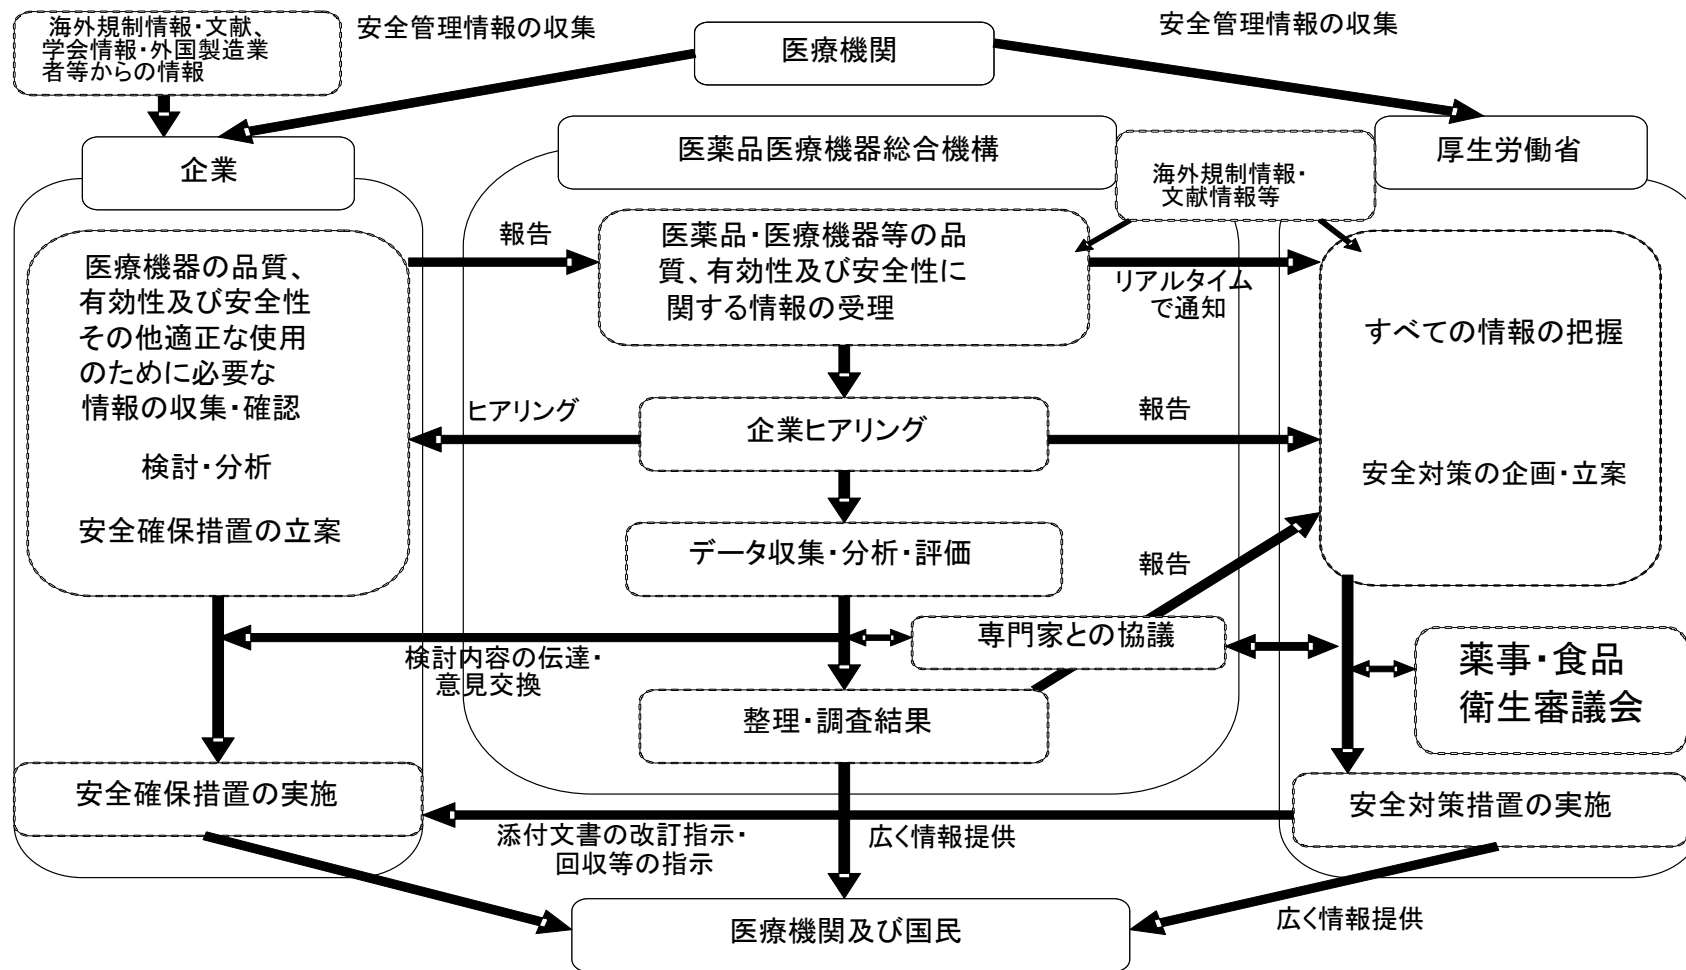 海外規制情報・文献、
学会情報・外国製造業
者等からの情報
安全管理情報の収集
医療機関
安全管理情報の収集
企業
医薬品医療機器総合機構
海外規制情報・
文献情報等
厚生労働省
医療機器の品質、
有効性及び安全性
その他適正な使用
のために必要な
情報の収集・確認
検討・分析
安全確保措置の立案
報告
医薬品・医療機器等の品
質、有効性及び安全性に
関する情報の受理
リアルタイム
で通知
すべての情報の把握
ヒアリング
企業ヒアリング
報告
安全対策の企画・立案
データ収集・分析・評価
報告
専門家との協議
検討内容の伝達・
意見交換
薬事・食品
衛生審議会
整理・調査結果
安全確保措置の実施
安全対策措置の実施
添付文書の改訂指示・
回収等の指示
広く情報提供
広く情報提供
医療機関及び国民